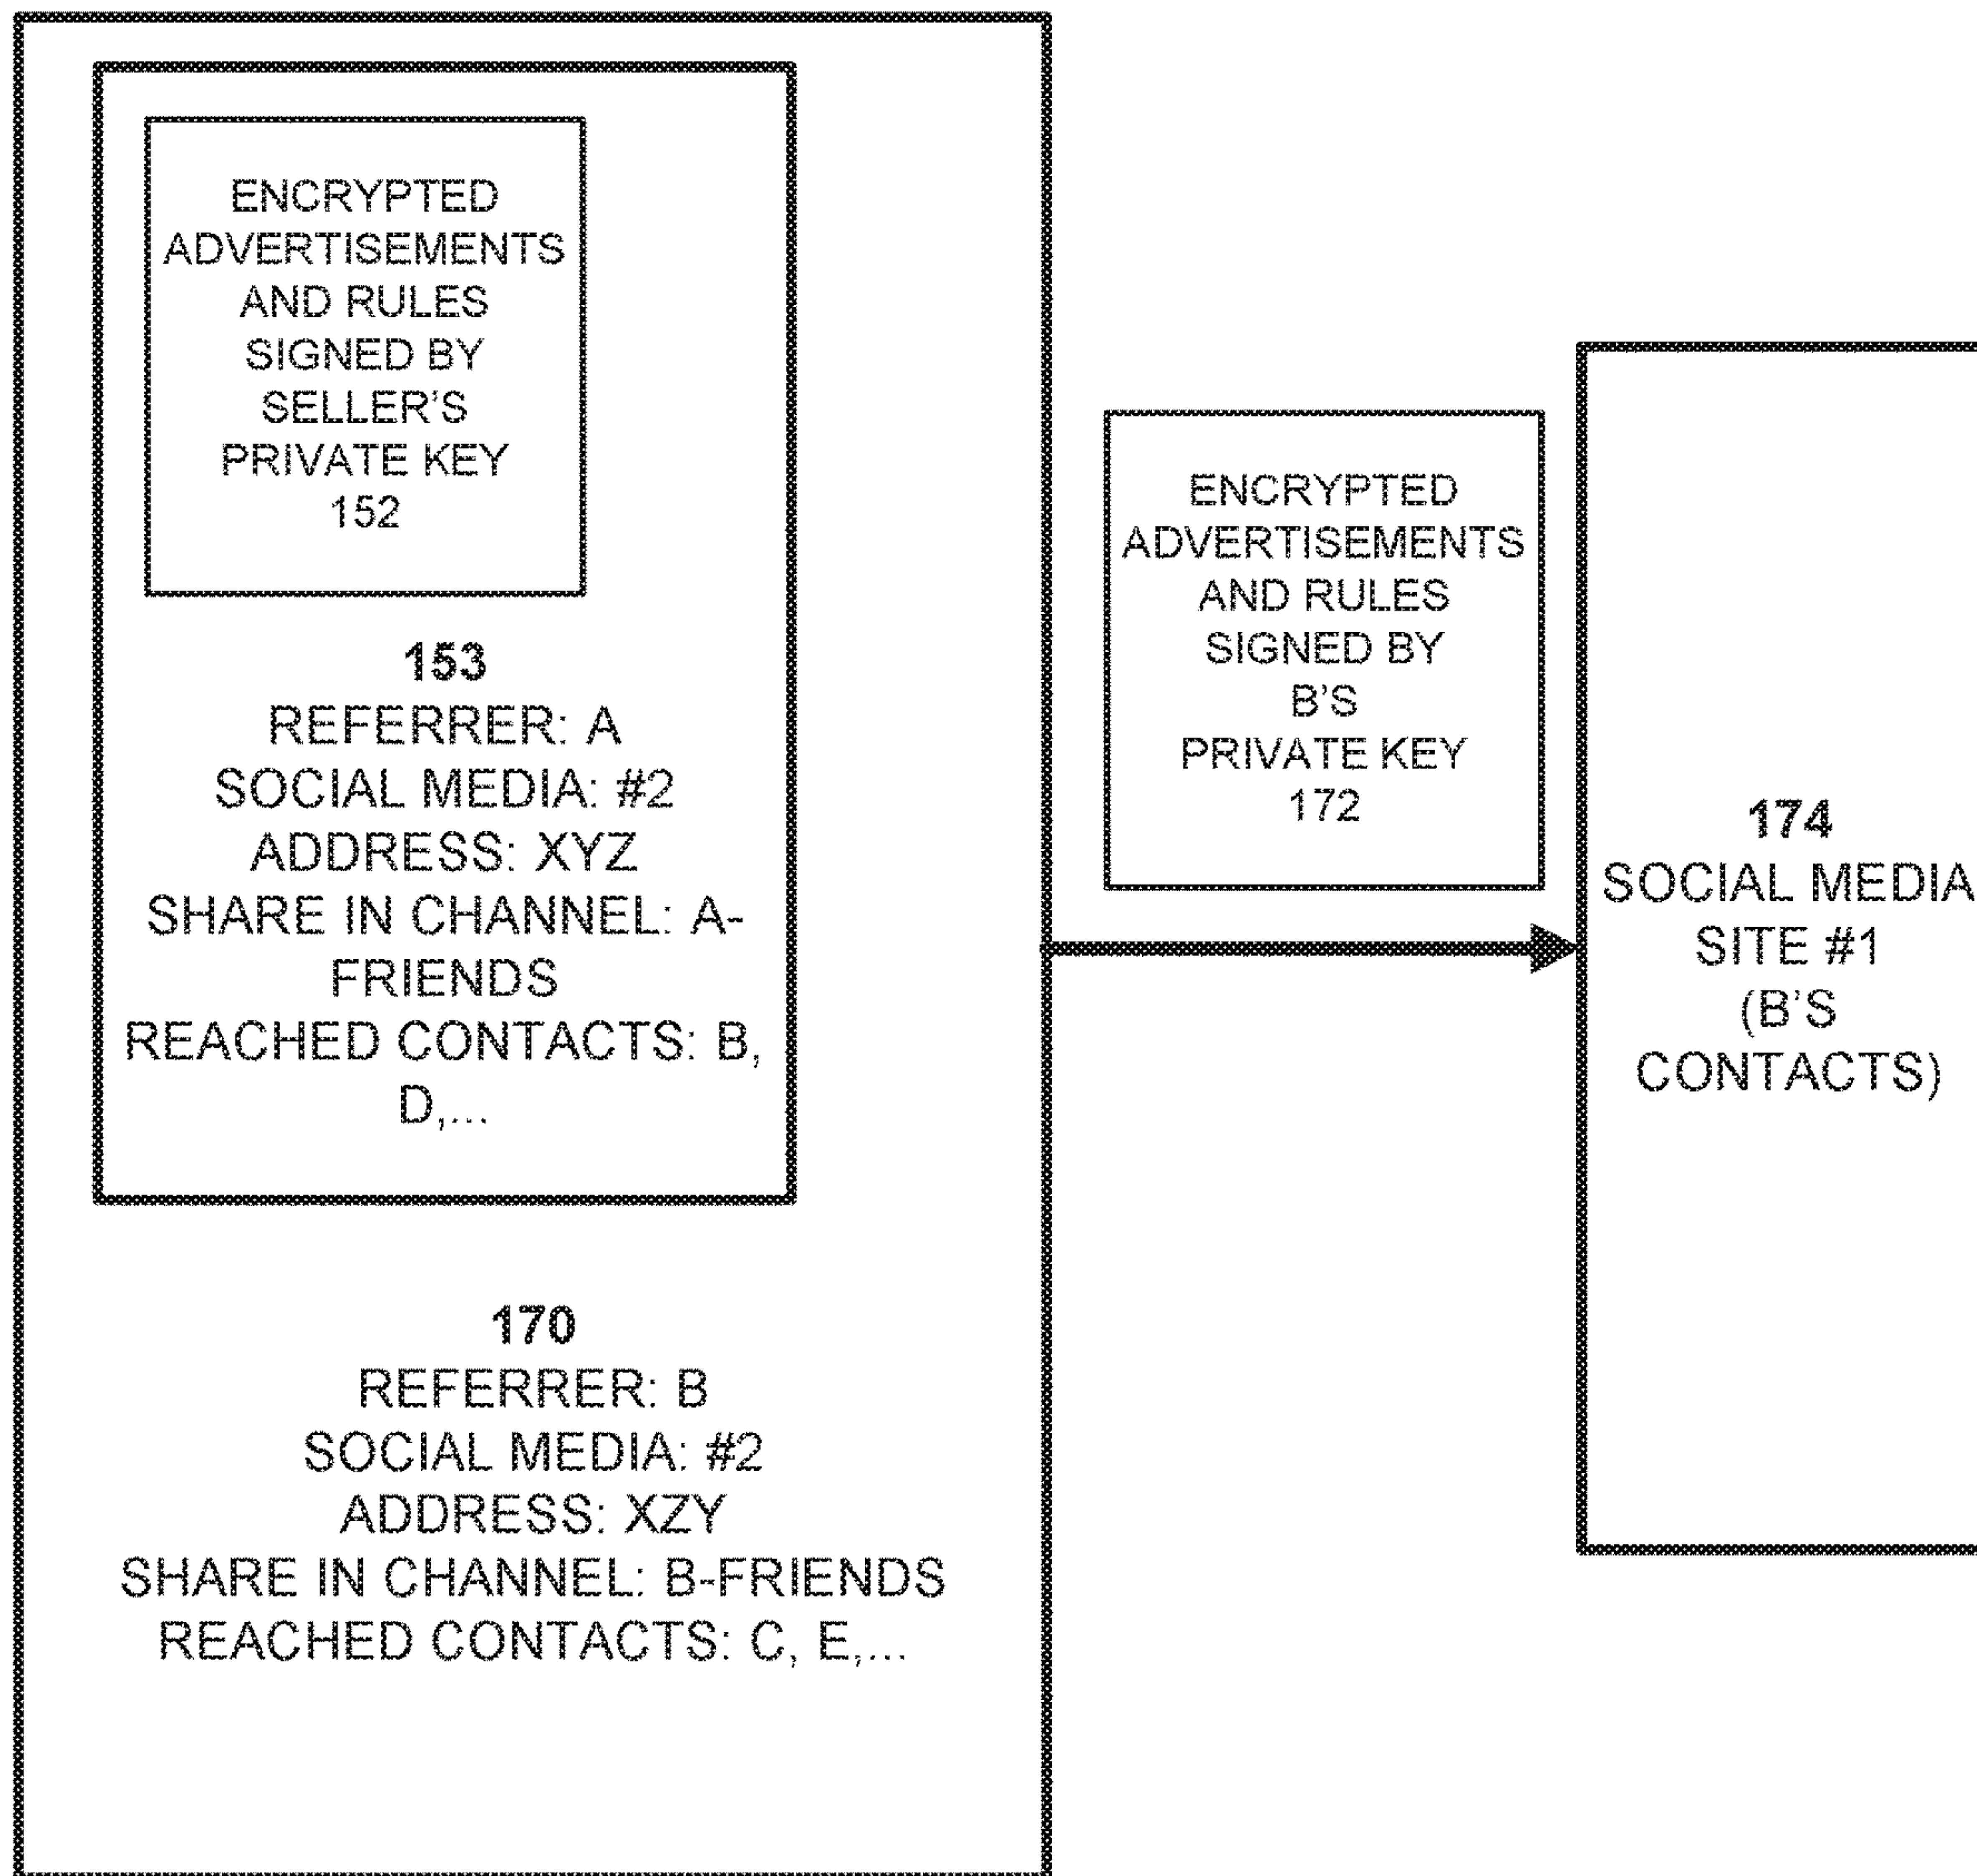 ENCRYPTED
ADVERTISEMENTS
AND RULES
SIGNED BY
SELLER'S
PRIVATE KEY
152
153
REFERRER: A
SOCIAL MEDIA: #2
ADDRESS: XYZ
SHARE IN CHANNEL: A-
FRIENDS
REACHED CONTACTS: B,
D,...
170
REFERRER: B
SOCIAL MEDIA: #2
ADDRESS: XZY
SHARE IN CHANNEL: B-FRIENDS
REACHED CONTACTS: C, E,...
ENCRYPTED
ADVERTISEMENTS
AND RULES
SIGNED BY
B'S
PRIVATE KEY
172
174
SOCIAL MEDIA
SITE #1
(B'S
CONTACTS)